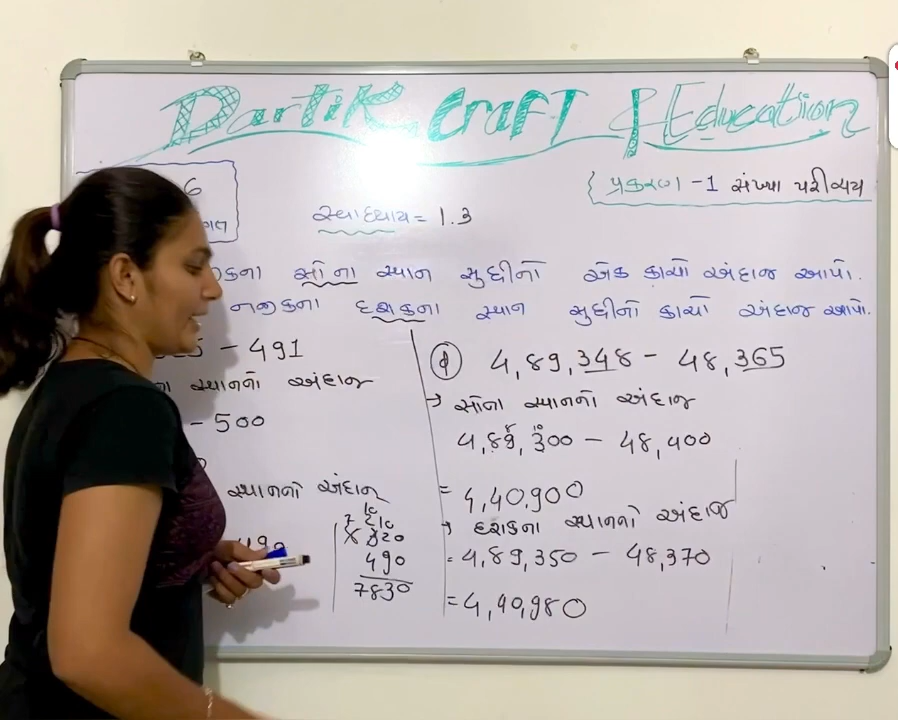 Dartik Craft & Education
6
પ્રકરણ - 1 સંખ્યા પરીચય
સ્વાધ્યાય = 1.3
સોના સ્થાન સુધીનો એક કાચો અંદાજ આપો.
નજીકના દશકના સ્થાન સુધીનો કાચો અંદાજ આપો.
- 491
સ્થાનનો અંદાજ
- 500
સ્થાનનો અંદાજ
490
7830
(d) 4,89,348 - 48,365
→ સોના સ્થાનનો અંદાજ
4,89,300 - 48,400
= 4,40,900
→ દશકના સ્થાનનો અંદાજ
= 4,89,350 - 48,370
= 4,40,980